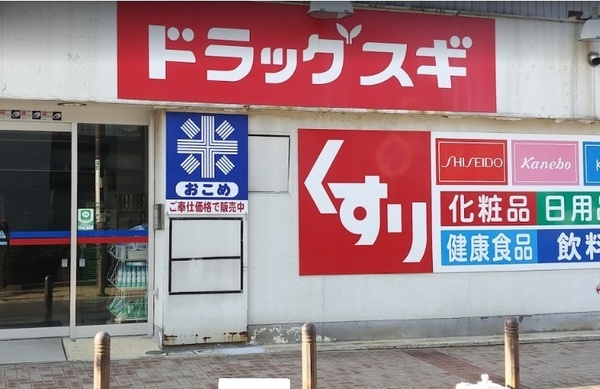 ドラッグスギ
おこめ
ご奉仕価格で販売中
くすり
SHISEIDO
Kanebo
K
化粧品
日用品
健康食品
飲料